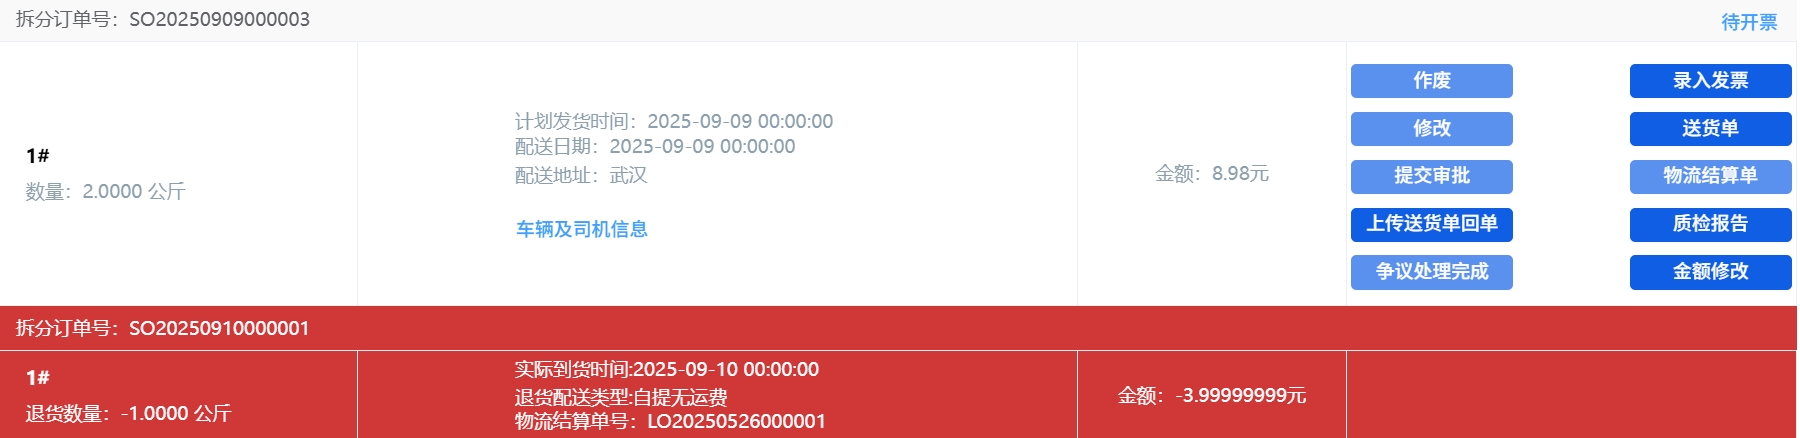 拆分订单号：SO20250909000003
待开票
1#
数量：2.0000 公斤
计划发货时间：2025-09-09 00:00:00
配送日期：2025-09-09 00:00:00
配送地址：武汉
车辆及司机信息
金额：8.98元
作废
录入发票
修改
送货单
提交审批
物流结算单
上传送货单回单
质检报告
争议处理完成
金额修改
拆分订单号：SO20250910000001
1#
退货数量：-1.0000 公斤
实际到货时间:2025-09-10 00:00:00
退货配送类型:自提无运费
物流结算单号：LO20250526000001
金额：-3.99999999元